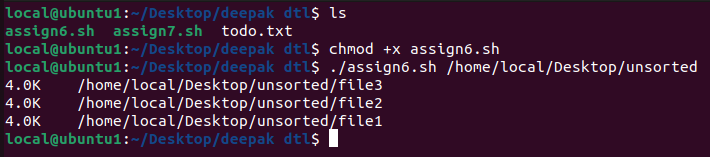 local@ubuntu1:~/Desktop/deepak dtl$ ls
assign6.sh  assign7.sh  todo.txt
local@ubuntu1:~/Desktop/deepak dtl$ chmod +x assign6.sh
local@ubuntu1:~/Desktop/deepak dtl$ ./assign6.sh /home/local/Desktop/unsorted
4.0K    /home/local/Desktop/unsorted/file3
4.0K    /home/local/Desktop/unsorted/file2
4.0K    /home/local/Desktop/unsorted/file1
local@ubuntu1:~/Desktop/deepak dtl$